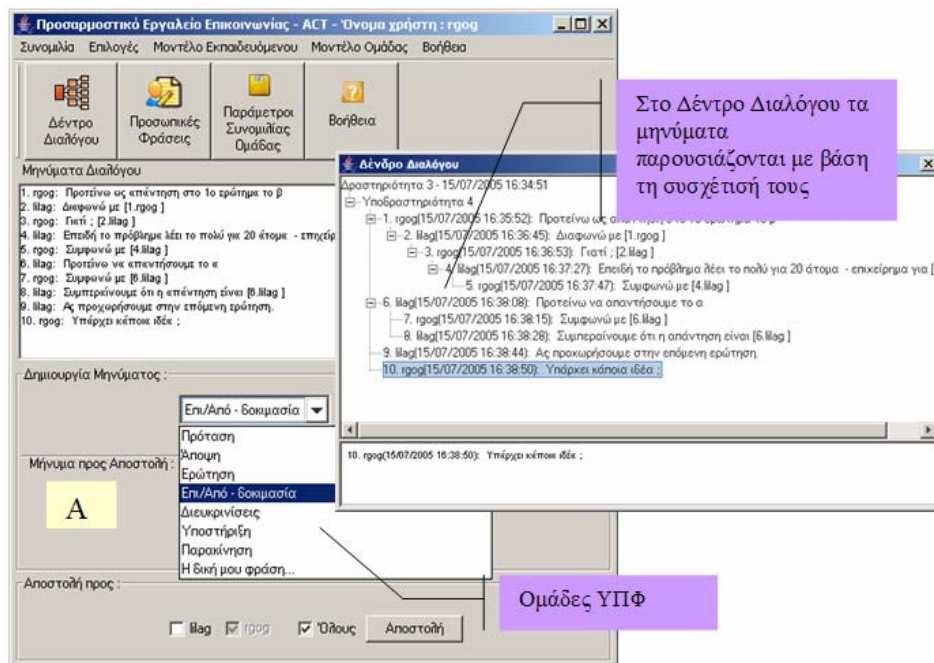 Προσαρμοστικό Εργαλείο Επικοινωνίας - ACT - Όνομα χρήστη : rgog
Συνομιλία Επιλογές Μοντέλο Εκπαιδευόμενου Μοντέλο Ομάδας Βοήθεια
Δέντρο
Διαλόγου
Προσωπικές
Φράσεις
Παράμετροι
Συνομιλίας
Ομάδας
Βοήθεια
Μηνύματα Διαλόγου
1. rgog: Προτείνω ως απάντηση στο 1ο ερώτημα το β
2. lilag: Διαφωνώ με [1.rgog ]
3. rgog: Γιατί ; [2.lilag ]
4. lilag: Επειδή το πρόβλημα λέει το πολύ για 20 άτομα - επιχείρ
5. rgog: Συμφωνώ με [4.lilag ]
6. lilag: Προτείνω να απαντήσουμε το α
7. rgog: Συμφωνώ με [6.lilag ]
8. lilag: Συμπεραίνουμε ότι η απάντηση είναι [6.lilag ]
9. lilag: Ας προχωρήσουμε στην επόμενη ερώτηση.
10. rgog: Υπάρχει κάποια ιδέα ;
Δημιουργία Μηνύματος :
Επι/Από - δοκιμασία
Πρόταση
Άποψη
Ερώτηση
Επι/Από - δοκιμασία
Διευκρινίσεις
Υποστήριξη
Παρακίνηση
Η δική μου φράση...
Μήνυμα προς Αποστολή :
Α
Αποστολή προς :
lilag rgog Όλους Αποστολή
Δένδρο Διαλόγου
Δραστηριότητα 3 - 15/07/2005 16:34:51
Υποδραστηριότητα 4
1. rgog(15/07/2005 16:35:52): Προτείνω ως απάντηση στο 1ο ερώτημα το β
2. lilag(15/07/2005 16:36:45): Διαφωνώ με [1.rgog ]
3. rgog(15/07/2005 16:36:53): Γιατί ; [2.lilag ]
4. lilag(15/07/2005 16:37:27): Επειδή το πρόβλημα λέει το πολύ για 20 άτομα - επιχείρημα για [
5. rgog(15/07/2005 16:37:47): Συμφωνώ με [4.lilag ]
6. lilag(15/07/2005 16:38:08): Προτείνω να απαντήσουμε το α
7. rgog(15/07/2005 16:38:15): Συμφωνώ με [6.lilag ]
8. lilag(15/07/2005 16:38:28): Συμπεραίνουμε ότι η απάντηση είναι [6.lilag ]
9. lilag(15/07/2005 16:38:44): Ας προχωρήσουμε στην επόμενη ερώτηση.
10. rgog(15/07/2005 16:38:50): Υπάρχει κάποια ιδέα ;
10. rgog(15/07/2005 16:38:50): Υπάρχει κάποια ιδέα ;
Στο Δέντρο Διαλόγου τα
μηνύματα
παρουσιάζονται με βάση
τη συσχέτισή τους
Ομάδες ΥΠΦ